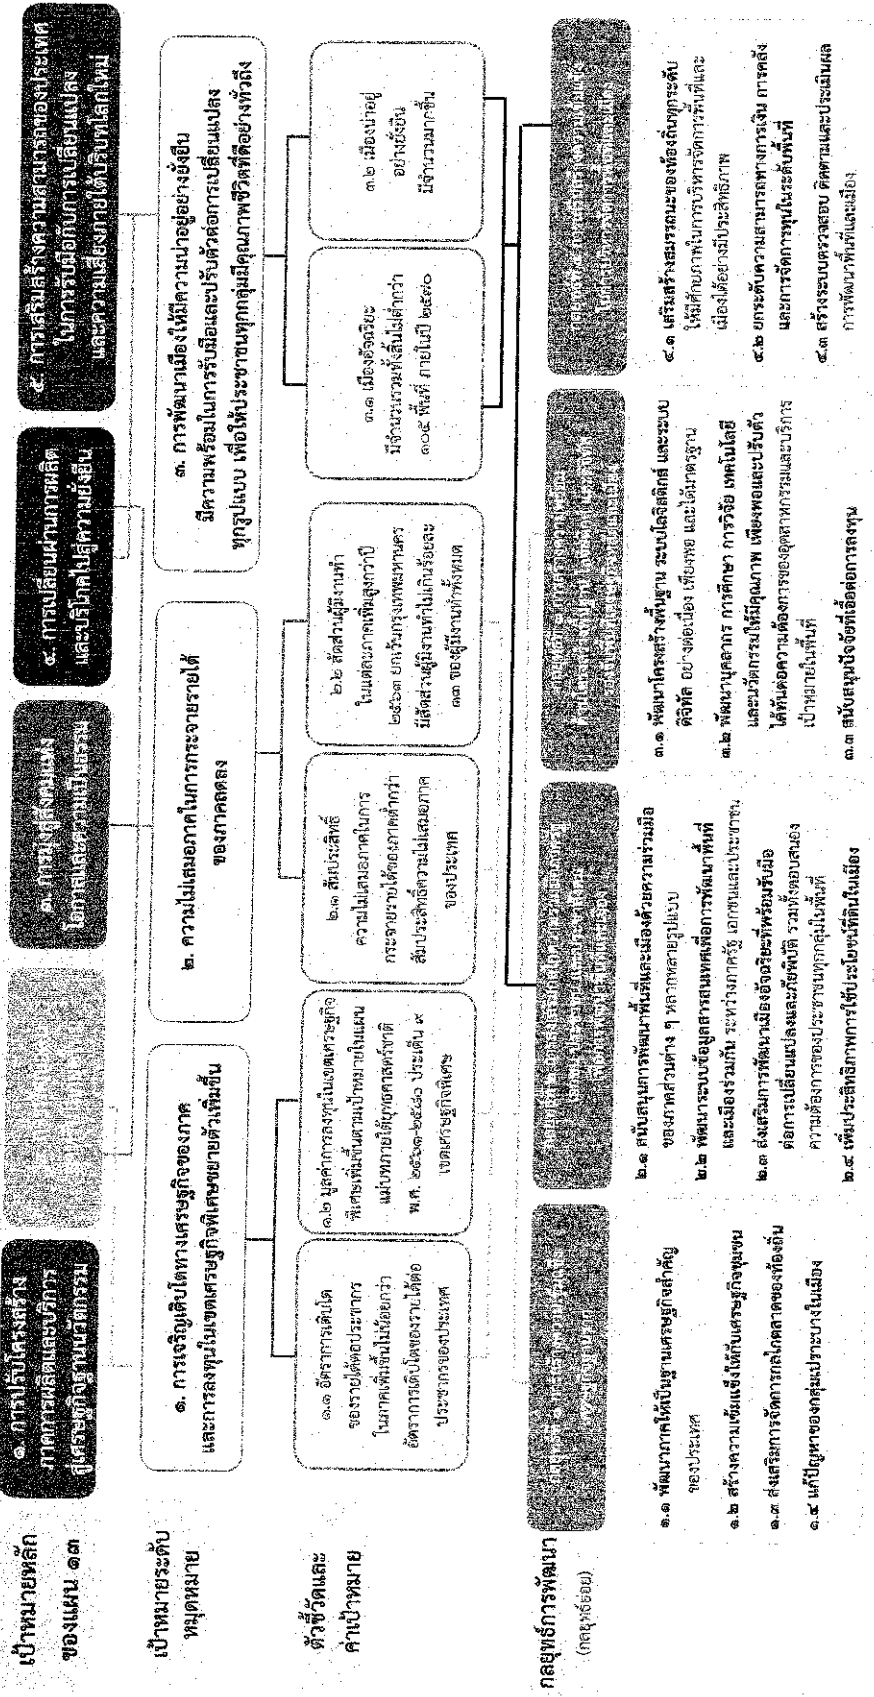 เป้าหมายหลัก
ของแผน ๑๓
๑. การปรับโครงสร้าง
ภาคการผลิตและบริการ
สู่เศรษฐกิจฐานนวัตกรรม
๓. การมุ่งสู่สังคมแห่ง
โอกาสและความเป็นธรรม
๔. การเปลี่ยนผ่านการผลิต
และบริโภคไปสู่ความยั่งยืน
๕. การเสริมสร้างความสามารถของประเทศ
ในการรับมือกับการเปลี่ยนแปลง
และความเสี่ยงภายใต้บริบทโลกใหม่
เป้าหมายระดับ
หมุดหมาย
๑. การเจริญเติบโตทางเศรษฐกิจของภาค
และการลงทุนในเขตเศรษฐกิจพิเศษขยายตัวเพิ่มขึ้น
๒. ความไม่เสมอภาคในการกระจายรายได้
ของภาคลดลง
๓. การพัฒนาเมืองให้มีความน่าอยู่อย่างยั่งยืน
มีความพร้อมในการรับมือและปรับตัวต่อการเปลี่ยนแปลง
ทุกรูปแบบ เพื่อให้ประชาชนทุกกลุ่มมีคุณภาพชีวิตที่ดีอย่างทั่วถึง
ตัวชี้วัดและ
ค่าเป้าหมาย
๑.๑ อัตราการเติบโต
ของรายได้ต่อประชากร
ในภาคเพิ่มขึ้นไม่น้อยกว่า
อัตราการเติบโตของรายได้ต่อ
ประชากรของประเทศ
๑.๒ มูลค่าการลงทุนในเขตเศรษฐกิจ
พิเศษเพิ่มขึ้นตามเป้าหมายในแผน
แม่บทภายใต้ยุทธศาสตร์ชาติ
พ.ศ. ๒๕๖๑-๒๕๘๐ ประเด็น ๙
เขตเศรษฐกิจพิเศษ
๒.๑ สัมประสิทธิ์
ความไม่เสมอภาคในการ
กระจายรายได้ของภาคต่ำกว่า
สัมประสิทธิ์ความไม่เสมอภาค
ของประเทศ
๒.๒ สัดส่วนผู้มีงานทำ
ในแต่ละภาคเพิ่มสูงกว่าปี
๒๕๖๓ ยกเว้นกรุงเทพมหานคร
มีสัดส่วนผู้มีงานทำไม่เกินร้อยละ
๑๓ ของผู้มีงานทำทั้งหมด
๓.๑ เมืองอัจฉริยะ
มีจำนวนรวมทั้งสิ้นไม่ต่ำกว่า
๑๐๕ พื้นที่ ภายในปี ๒๕๗๐
๓.๒ เมืองน่าอยู่
อย่างยั่งยืน
มีจำนวนมากขึ้น
กลยุทธ์การพัฒนา
(กลยุทธ์ย่อย)
๑.๑ พัฒนาภาคให้เป็นฐานเศรษฐกิจสำคัญ
ของประเทศ
๑.๒ สร้างความเข้มแข็งให้กับเศรษฐกิจชุมชน
๑.๓ ส่งเสริมการจัดการกลไกตลาดของท้องถิ่น
๑.๔ แก้ปัญหาของกลุ่มเปราะบางในเมือง
๒.๑ สนับสนุนการพัฒนาพื้นที่และเมืองด้วยความร่วมมือ
ของภาคส่วนต่าง ๆ หลากหลายรูปแบบ
๒.๒ พัฒนาระบบข้อมูลสารสนเทศเพื่อการพัฒนาพื้นที่
และเมืองร่วมกัน ระหว่างภาครัฐ เอกชนและประชาชน
๒.๓ ส่งเสริมการพัฒนาเมืองอัจฉริยะที่พร้อมรับมือ
ต่อการเปลี่ยนแปลงและภัยพิบัติ รวมทั้งตอบสนอง
ความต้องการของประชาชนทุกกลุ่มในพื้นที่
๒.๔ เพิ่มประสิทธิภาพการใช้ประโยชน์ที่ดินในเมือง
๓.๑ พัฒนาโครงสร้างพื้นฐาน ระบบโลจิสติกส์ และระบบ
ดิจิทัล อย่างต่อเนื่อง เพียงพอ และได้มาตรฐาน
๓.๒ พัฒนาบุคลากร การศึกษา การวิจัย เทคโนโลยี
และนวัตกรรมให้มีคุณภาพ เพียงพอและปรับตัว
ได้ทันต่อความต้องการของอุตสาหกรรมและบริการ
เป้าหมายในพื้นที่
๓.๓ สนับสนุนปัจจัยที่เอื้อต่อการลงทุน
๔.๑ เสริมสร้างสมรรถนะของท้องถิ่นทุกระดับ
ให้มีศักยภาพในการบริหารจัดการพื้นที่และ
เมืองได้อย่างมีประสิทธิภาพ
๔.๒ ยกระดับความสามารถทางการเงิน การคลัง
และการจัดการทุนในระดับพื้นที่
๔.๓ สร้างระบบตรวจสอบ ติดตามและประเมินผล
การพัฒนาพื้นที่และเมือง